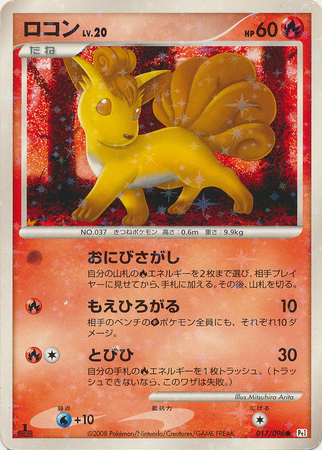 ロコン LV.20 HP60
たね
NO.037 きつねポケモン 高さ:0.6m 重さ:9.9kg
おにびさがし
自分の山札の エネルギーを2枚まで選び、相手プレイ
ヤーに見せてから、手札に加える。その後、山札を切る。
もえひろがる 10
相手のベンチの ポケモン全員にも、それぞれ10ダ
メージ。
とびひ 30
自分の手札の エネルギーを1枚トラッシュ。(トラッシュ
できないなら、このワザは失敗。)
Illus.Mitsuhiro Arita
弱点 抵抗力 にげる
+10
©2008 Pokémon/Nintendo/Creatures/GAME FREAK.
Pt1 017/096